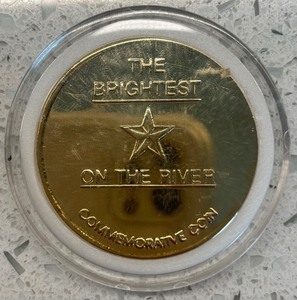 THE
BRIGHTEST
ON THE RIVER
COMMEMORATIVE COIN